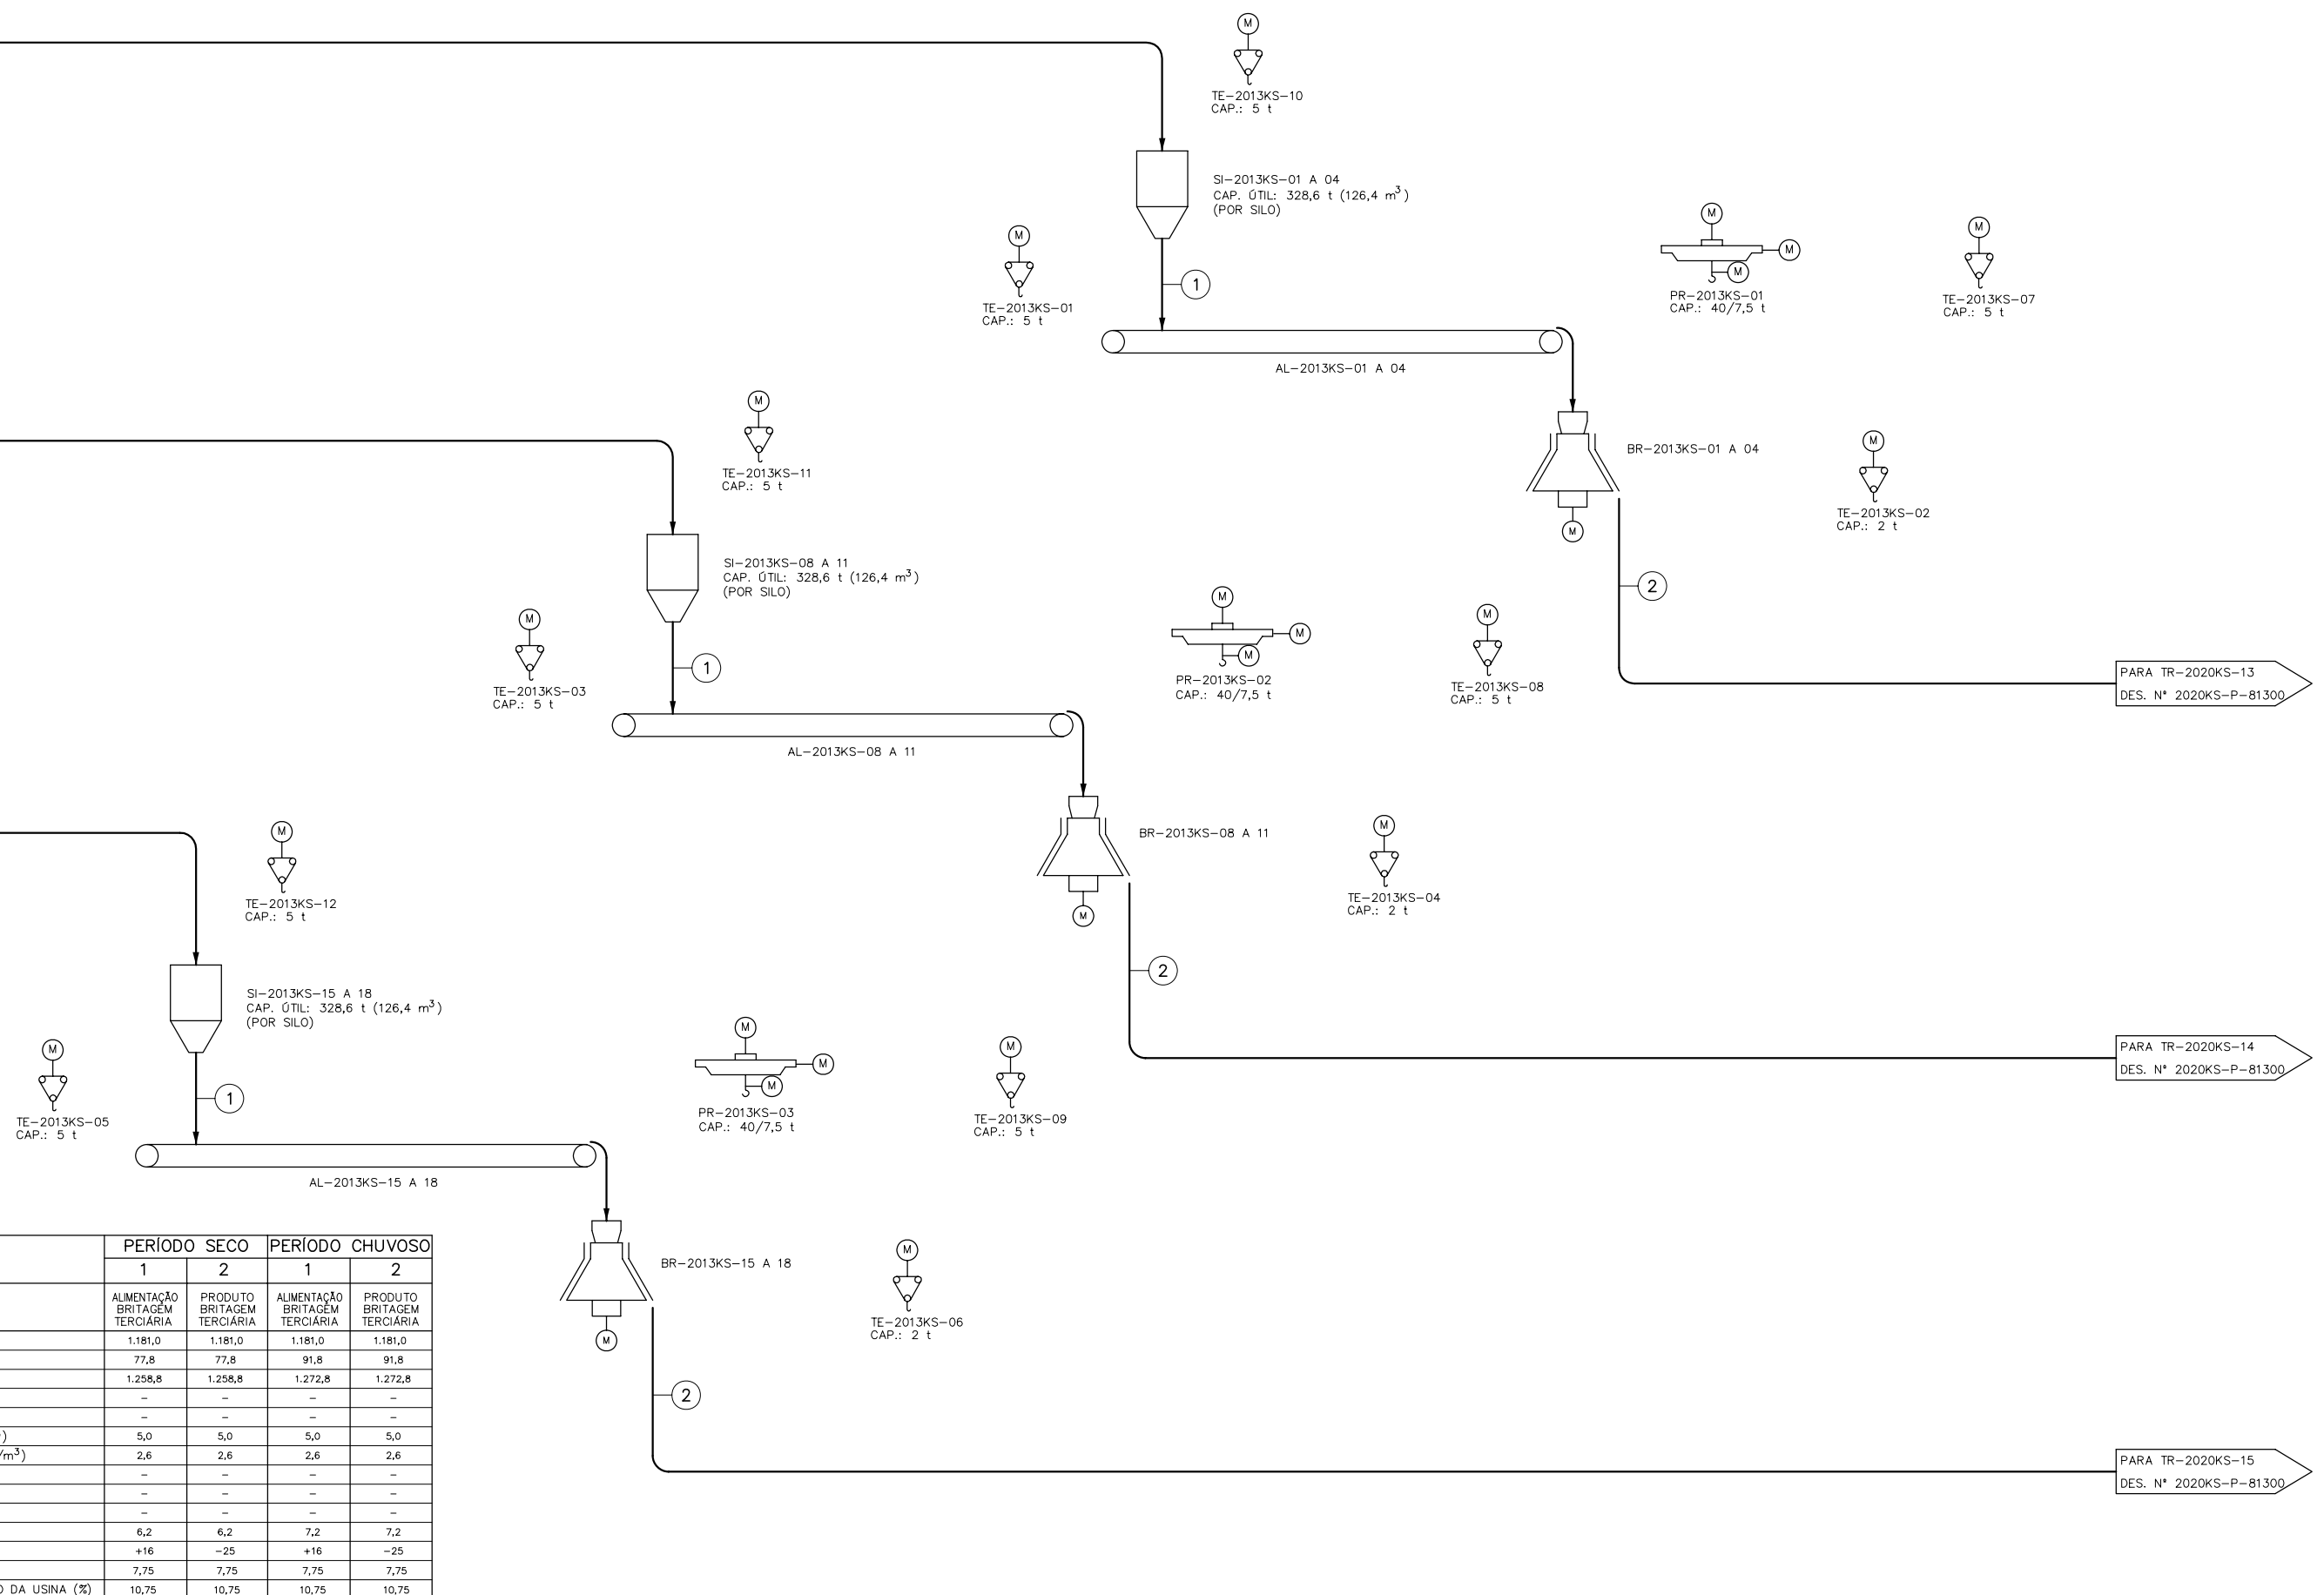 M
TE-2013KS-10
CAP.: 5 t
SI-2013KS-01 A 04
CAP. ÚTIL: 328,6 t (126,4 m³)
(POR SILO)
M
TE-2013KS-01
CAP.: 5 t
1
M
M
M
PR-2013KS-01
CAP.: 40/7,5 t
M
TE-2013KS-07
CAP.: 5 t
AL-2013KS-01 A 04
BR-2013KS-01 A 04
M
M
TE-2013KS-02
CAP.: 2 t
2
PARA TR-2020KS-13
DES. N° 2020KS-P-81300
M
TE-2013KS-11
CAP.: 5 t
SI-2013KS-08 A 11
CAP. ÚTIL: 328,6 t (126,4 m³)
(POR SILO)
M
TE-2013KS-03
CAP.: 5 t
1
M
M
M
PR-2013KS-02
CAP.: 40/7,5 t
M
TE-2013KS-08
CAP.: 5 t
AL-2013KS-08 A 11
BR-2013KS-08 A 11
M
M
TE-2013KS-04
CAP.: 2 t
2
PARA TR-2020KS-14
DES. N° 2020KS-P-81300
M
TE-2013KS-12
CAP.: 5 t
SI-2013KS-15 A 18
CAP. ÚTIL: 328,6 t (126,4 m³)
(POR SILO)
M
TE-2013KS-05
CAP.: 5 t
1
M
M
M
PR-2013KS-03
CAP.: 40/7,5 t
M
TE-2013KS-09
CAP.: 5 t
AL-2013KS-15 A 18
BR-2013KS-15 A 18
M
M
TE-2013KS-06
CAP.: 2 t
2
PARA TR-2020KS-15
DES. N° 2020KS-P-81300
PERÍODO SECO PERÍODO CHUVOSO
1 2 1 2
ALIMENTAÇÃO PRODUTO ALIMENTAÇÃO PRODUTO
BRITAGEM BRITAGEM BRITAGEM BRITAGEM
TERCIÁRIA TERCIÁRIA TERCIÁRIA TERCIÁRIA
1.181,0 1.181,0 1.181,0 1.181,0
77,8 77,8 91,8 91,8
1.258,8 1.258,8 1.272,8 1.272,8
- - - -
- - - -
) 5,0 5,0 5,0 5,0
/m³) 2,6 2,6 2,6 2,6
- - - -
- - - -
- - - -
6,2 6,2 7,2 7,2
+16 -25 +16 -25
7,75 7,75 7,75 7,75
DA USINA (%) 10,75 10,75 10,75 10,75